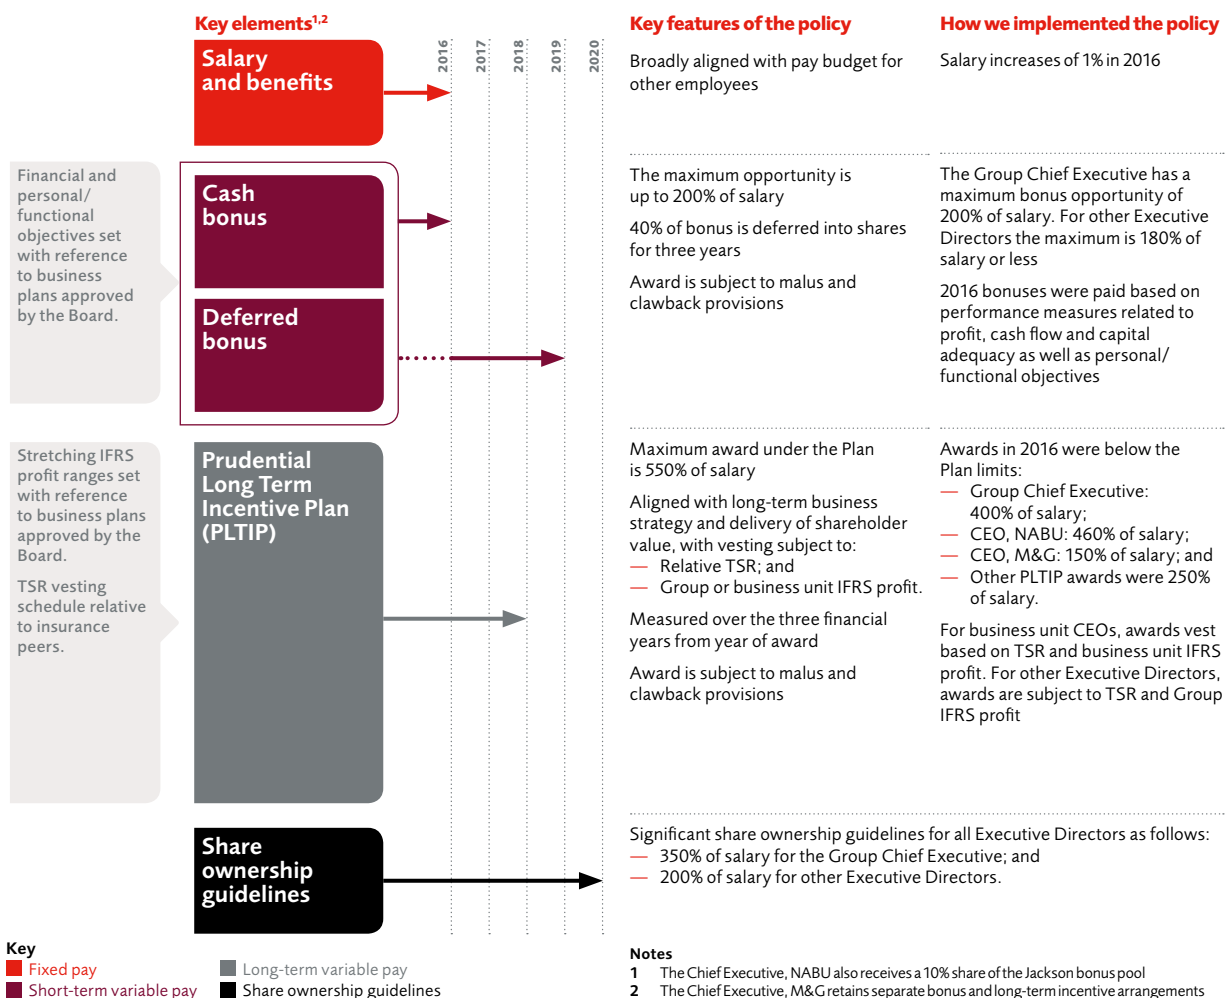 Key elements1,2
Key features of the policy
How we implemented the policy
2016
2017
2018
2019
2020
Salary
and benefits
Broadly aligned with pay budget for
other employees
Salary increases of 1% in 2016
Financial and
personal/
functional
objectives set
with reference
to business
plans approved
by the Board.
Cash
bonus
Deferred
bonus
The maximum opportunity is
up to 200% of salary
40% of bonus is deferred into shares
for three years
Award is subject to malus and
clawback provisions
The Group Chief Executive has a
maximum bonus opportunity of
200% of salary. For other Executive
Directors the maximum is 180% of
salary or less
2016 bonuses were paid based on
performance measures related to
profit, cash flow and capital
adequacy as well as personal/
functional objectives
Stretching IFRS
profit ranges set
with reference
to business plans
approved by the
Board.
TSR vesting
schedule relative
to insurance
peers.
Prudential
Long Term
Incentive Plan
(PLTIP)
Maximum award under the Plan
is 550% of salary
Aligned with long-term business
strategy and delivery of shareholder
value, with vesting subject to:
— Relative TSR; and
— Group or business unit IFRS profit.
Measured over the three financial
years from year of award
Award is subject to malus and
clawback provisions
Awards in 2016 were below the
Plan limits:
— Group Chief Executive:
400% of salary;
— CEO, NABU: 460% of salary;
— CEO, M&G: 150% of salary; and
— Other PLTIP awards were 250%
of salary.
For business unit CEOs, awards vest
based on TSR and business unit IFRS
profit. For other Executive Directors,
awards are subject to TSR and Group
IFRS profit
Share
ownership
guidelines
Significant share ownership guidelines for all Executive Directors as follows:
— 350% of salary for the Group Chief Executive; and
— 200% of salary for other Executive Directors.
Key
Fixed pay
Short-term variable pay
Long-term variable pay
Share ownership guidelines
Notes
1 The Chief Executive, NABU also receives a 10% share of the Jackson bonus pool
2 The Chief Executive, M&G retains separate bonus and long-term incentive arrangements